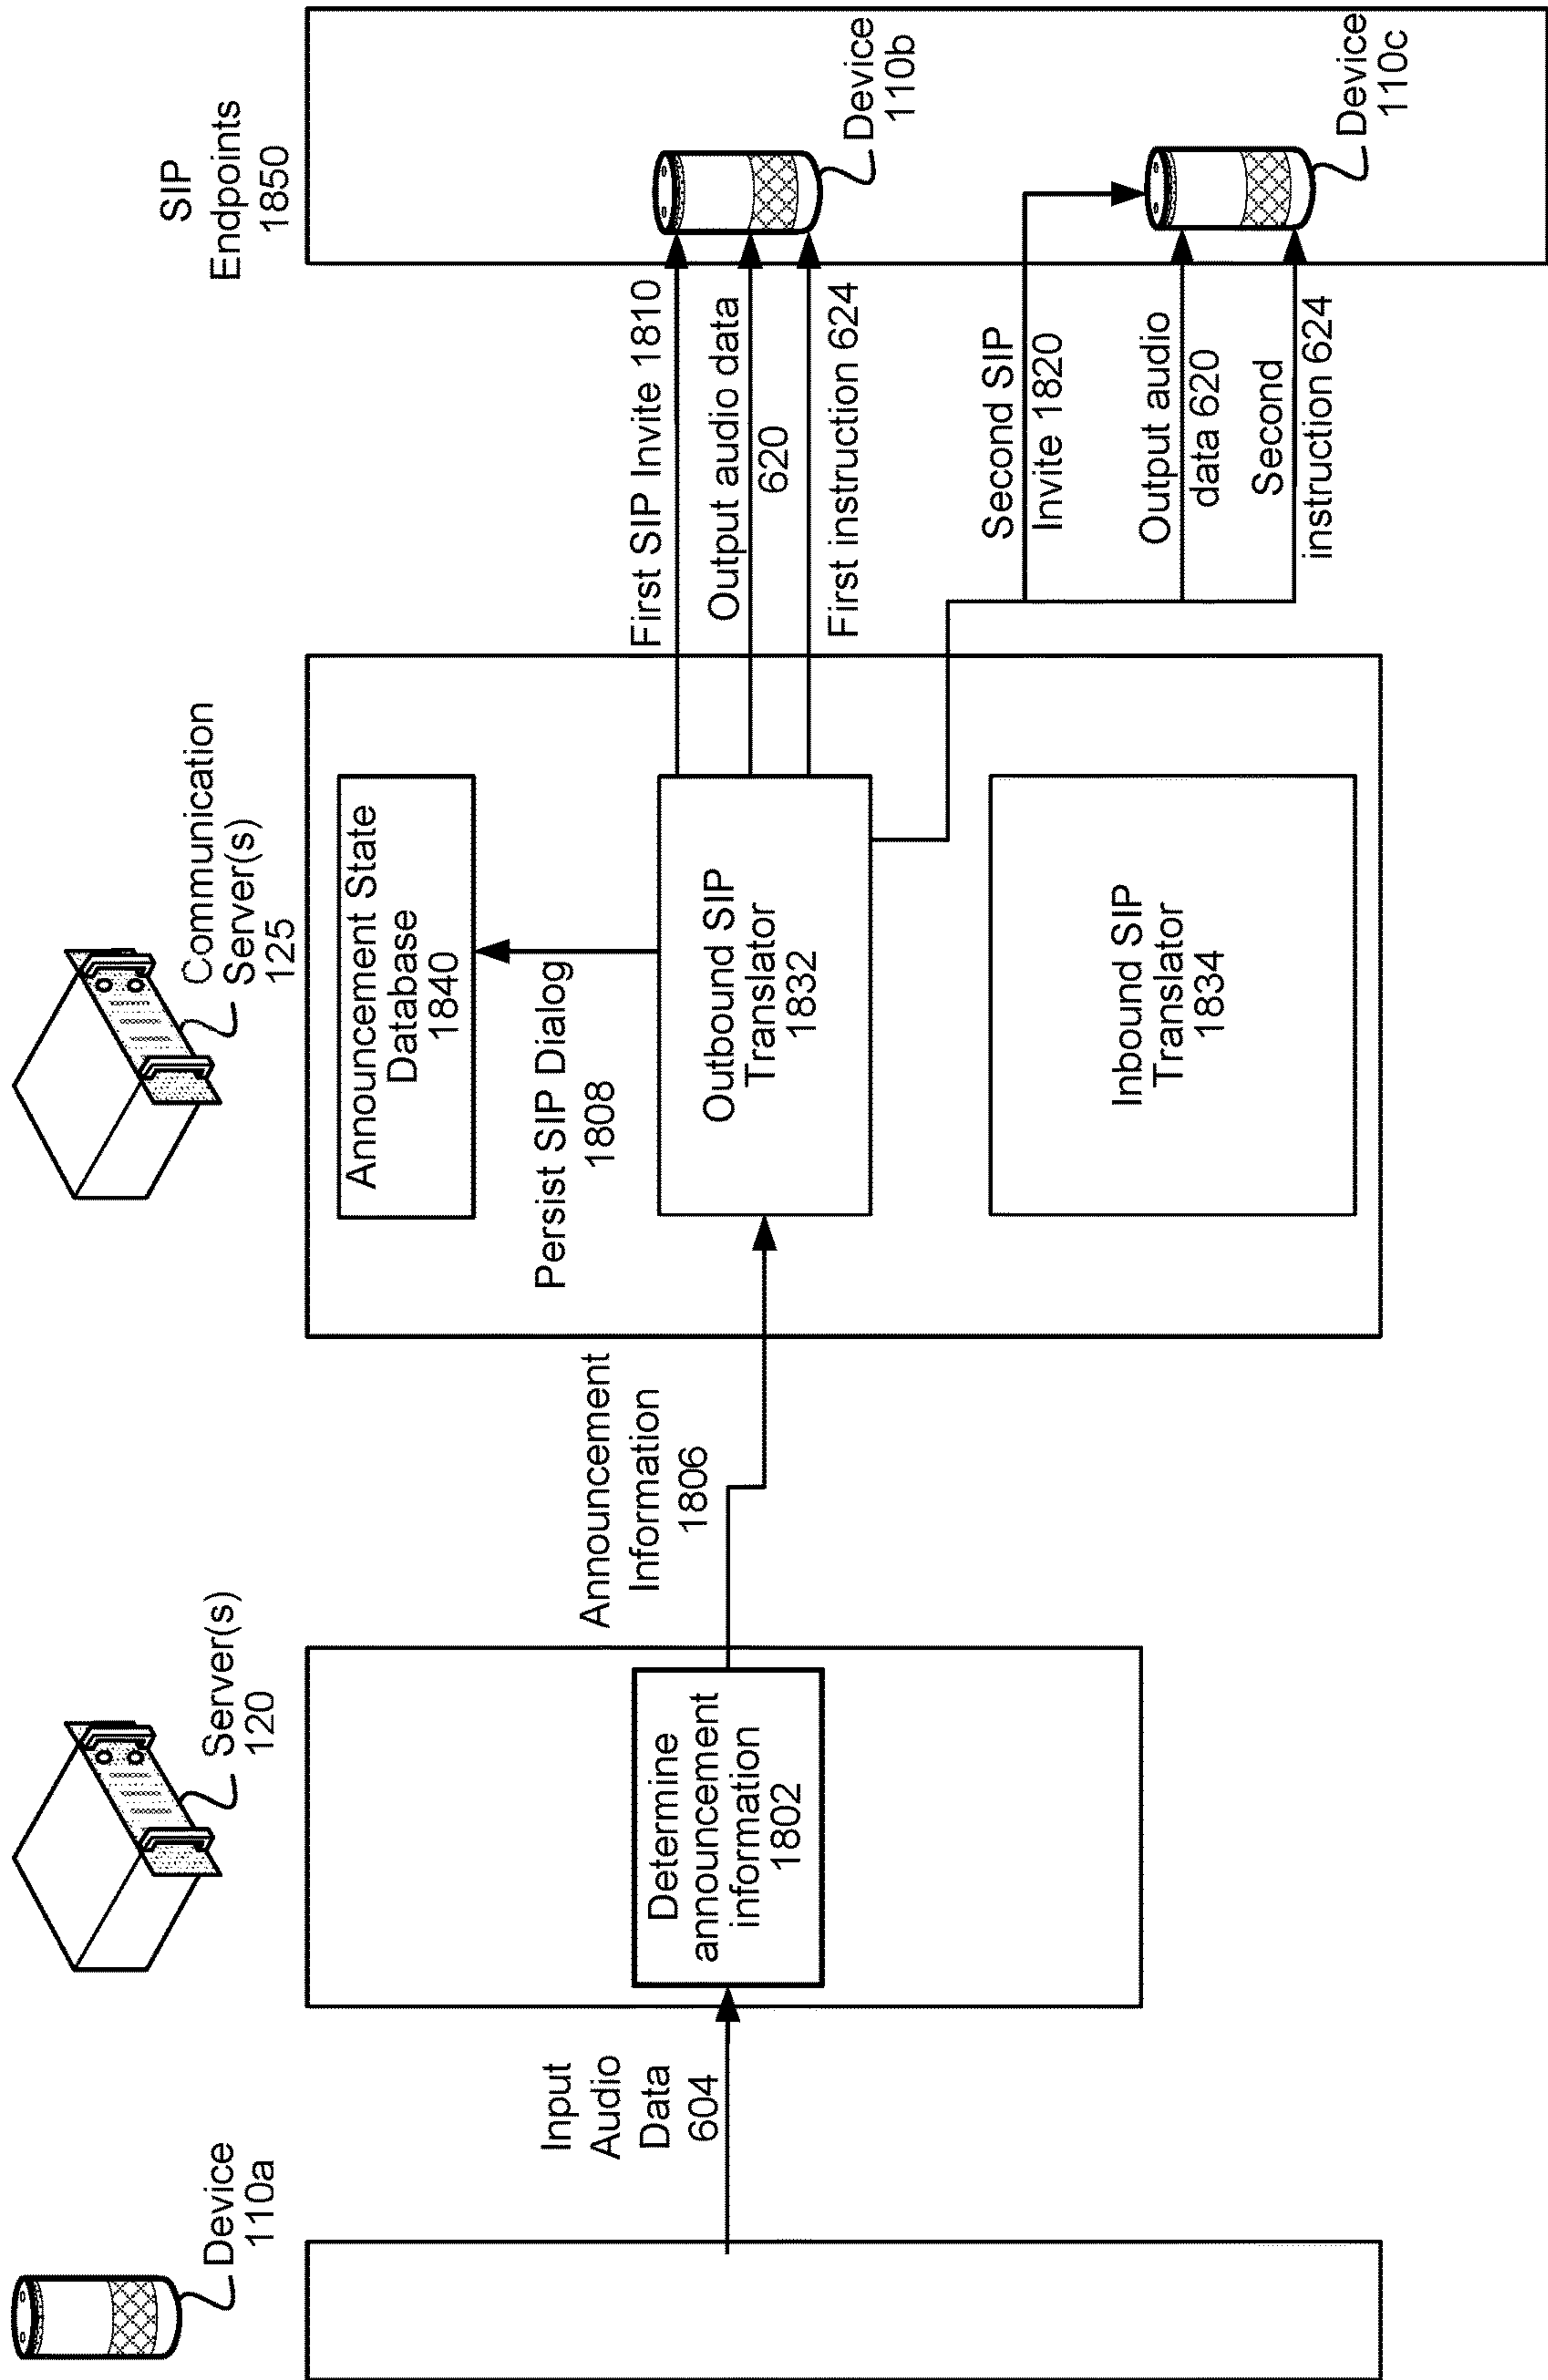 Device
110a
Server(s)
120
Communication
Server(s)
125
SIP
Endpoints
1850
Input
Audio
Data
604
Determine
announcement
information
1802
Announcement
Information
1806
Announcement State
Database
1840
Persist SIP Dialog
1808
Outbound SIP
Translator
1832
Inbound SIP
Translator
1834
First SIP Invite 1810
Output audio data
620
First instruction 624
Second SIP
Invite 1820
Output audio
data 620
Second
instruction 624
Device
110b
Device
110c